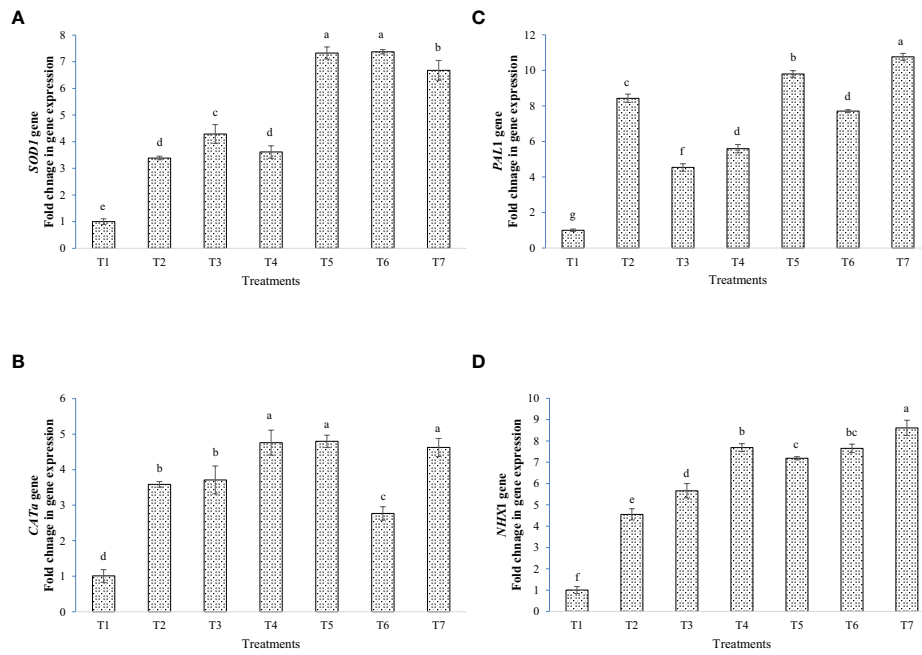 A
SOD1 gene
Fold chnage in gene expression
8
7
6
5
4
3
2
1
0
e
d
c
d
a
a
b
T1 T2 T3 T4 T5 T6 T7
Treatments
C
PAL1 gene
Fold chnage in gene expression
12
10
8
6
4
2
0
g
c
f
d
b
d
a
T1 T2 T3 T4 T5 T6 T7
Treatments
B
CATa gene
Fold chnage in gene expression
6
5
4
3
2
1
0
d
b
b
a
a
c
a
T1 T2 T3 T4 T5 T6 T7
Treatments
D
NHX1 gene
Fold chnage in gene expression
10
9
8
7
6
5
4
3
2
1
0
f
e
d
b
c
bc
a
T1 T2 T3 T4 T5 T6 T7
Treatments